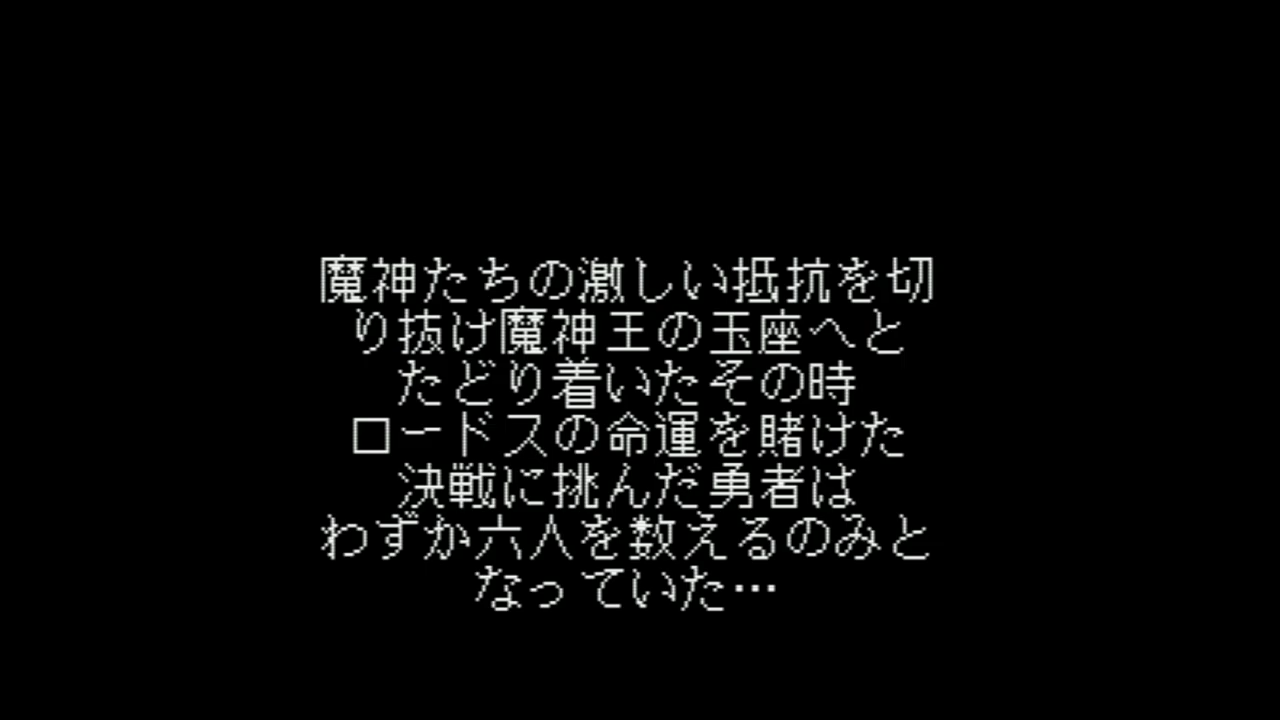 魔神たちの激しい抵抗を切
り抜け魔神王の玉座へと
たどり着いたその時
ロードスの命運を賭けた
決戦に挑んだ勇者は
わずか六人を数えるのみと
なっていた…